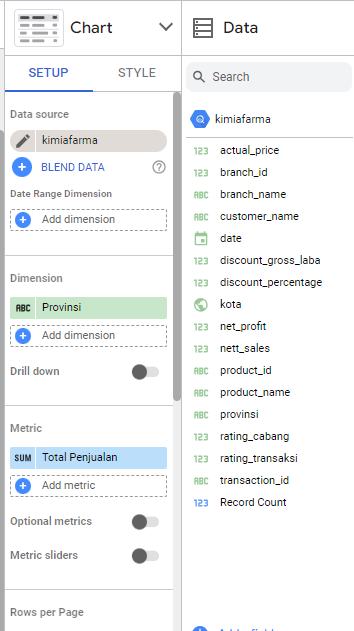 Chart
SETUP
STYLE
Data source
kimiafarma
BLEND DATA
Date Range Dimension
Add dimension
Dimension
ABC Provinsi
Add dimension
Drill down
Metric
SUM Total Penjualan
Add metric
Optional metrics
Metric sliders
Rows per Page
Data
Search
kimiafarma
123 actual_price
123 branch_id
ABC branch_name
ABC customer_name
date
123 discount_gross_laba
123 discount_percentage
kota
123 net_profit
123 nett_sales
ABC product_id
ABC product_name
ABC provinsi
123 rating_cabang
123 rating_transaksi
ABC transaction_id
123 Record Count